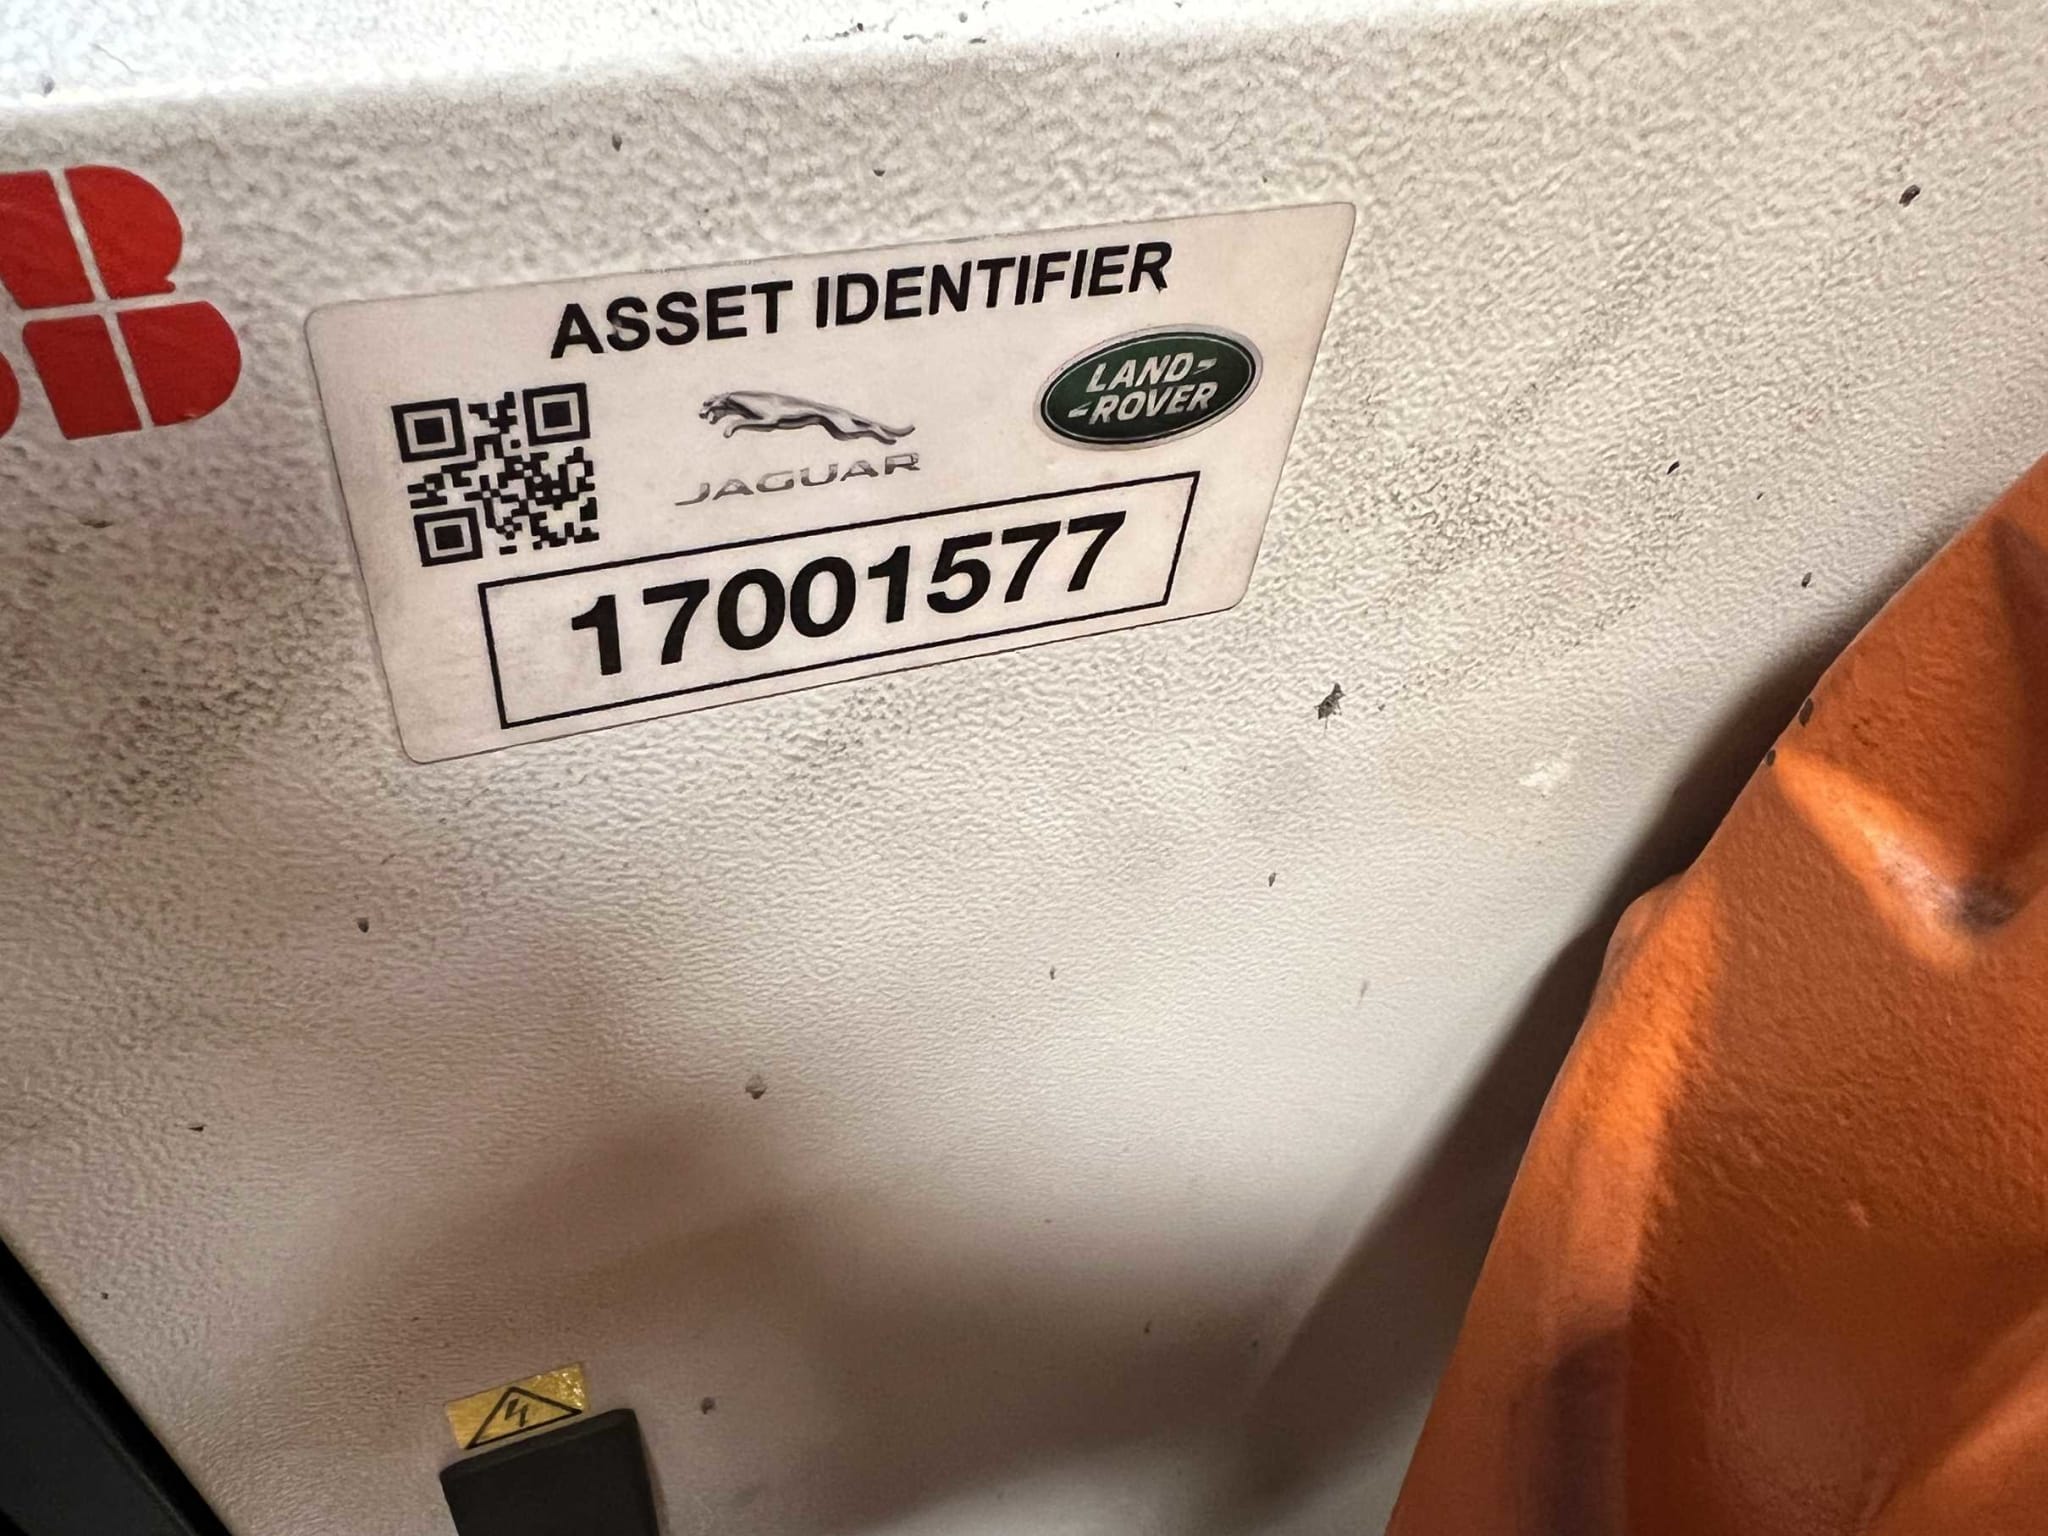 ASSET IDENTIFIER
JAGUAR
LAND-
-ROVER
17001577